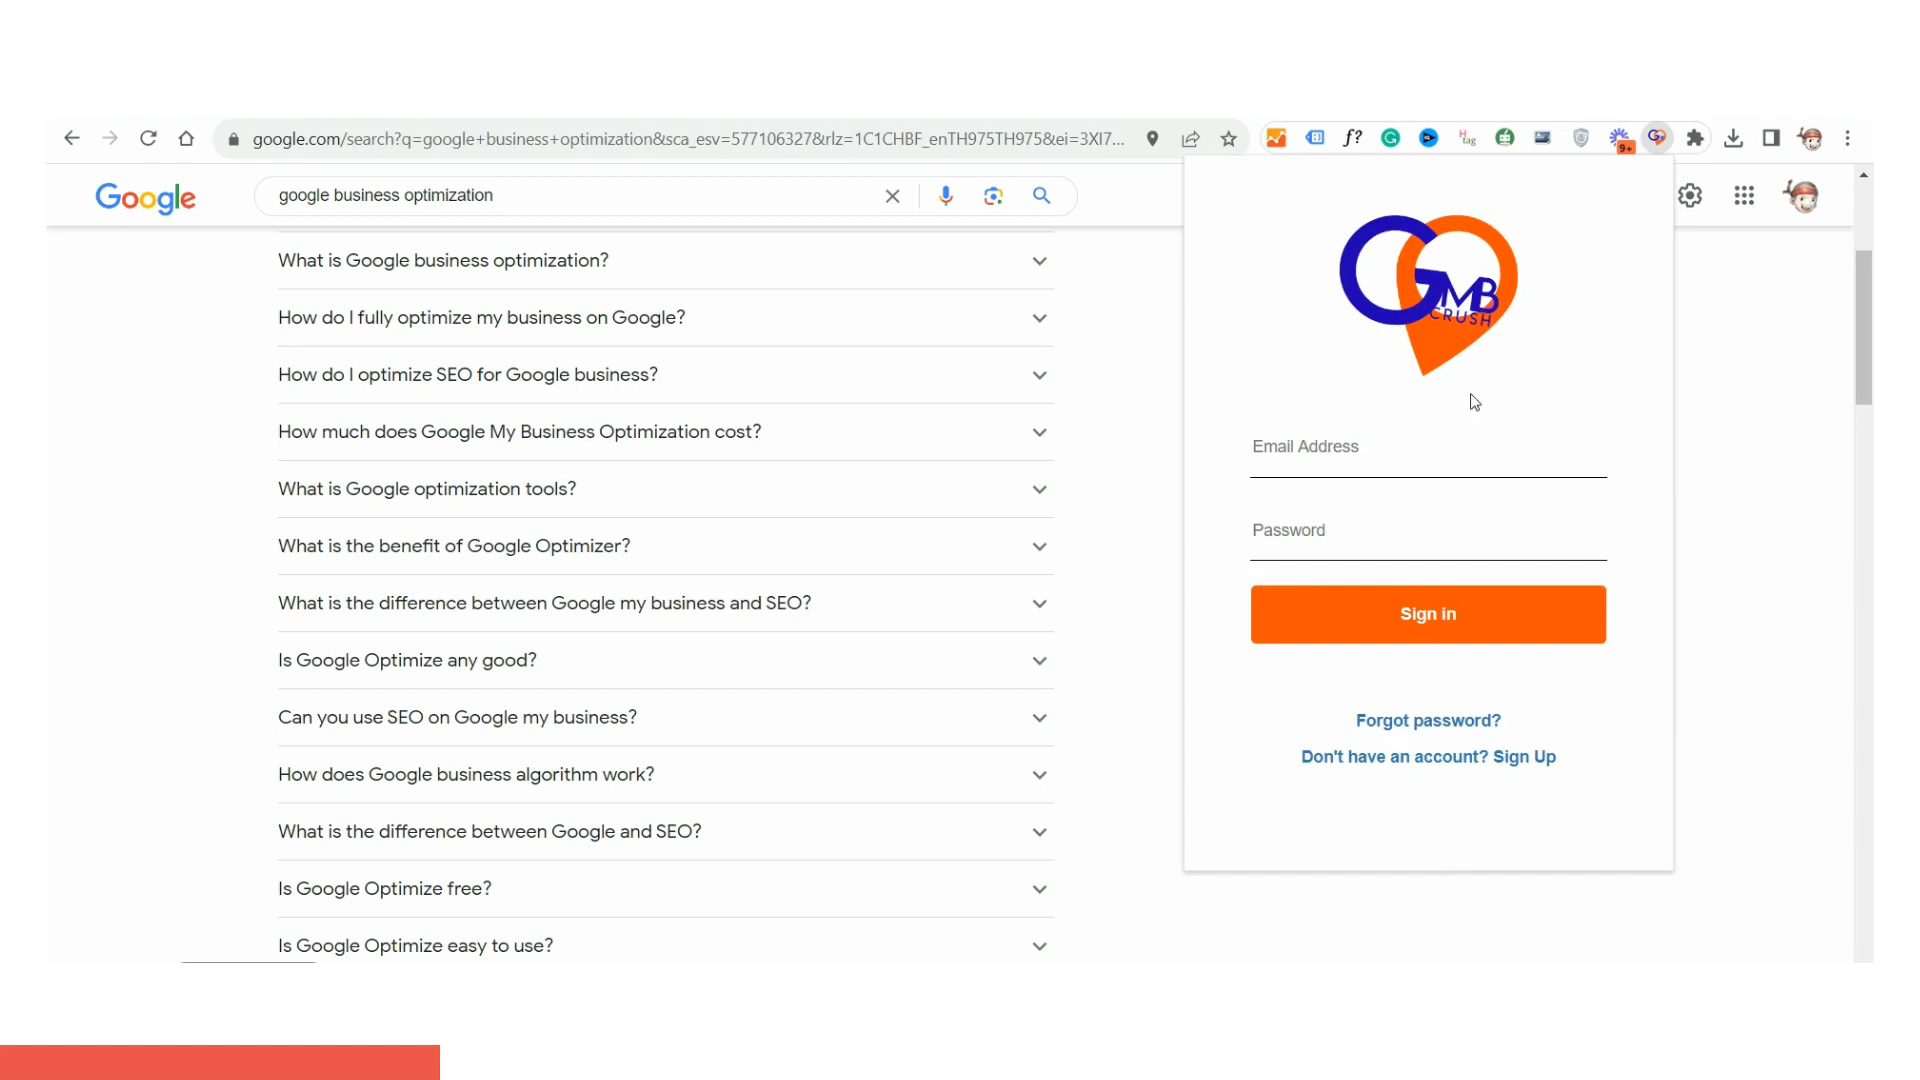 google.com/search?q=google+business+optimization&sca_esv=577106327&rlz=1C1CHBF_enTH975TH975&ei=3XI7...
f?
H
tag
9+
Google
google business optimization
What is Google business optimization?
How do I fully optimize my business on Google?
How do I optimize SEO for Google business?
How much does Google My Business Optimization cost?
What is Google optimization tools?
What is the benefit of Google Optimizer?
What is the difference between Google my business and SEO?
Is Google Optimize any good?
Can you use SEO on Google my business?
How does Google business algorithm work?
What is the difference between Google and SEO?
Is Google Optimize free?
Is Google Optimize easy to use?
GMB
CRUSH
Email Address
Password
Sign in
Forgot password?
Don't have an account? Sign Up